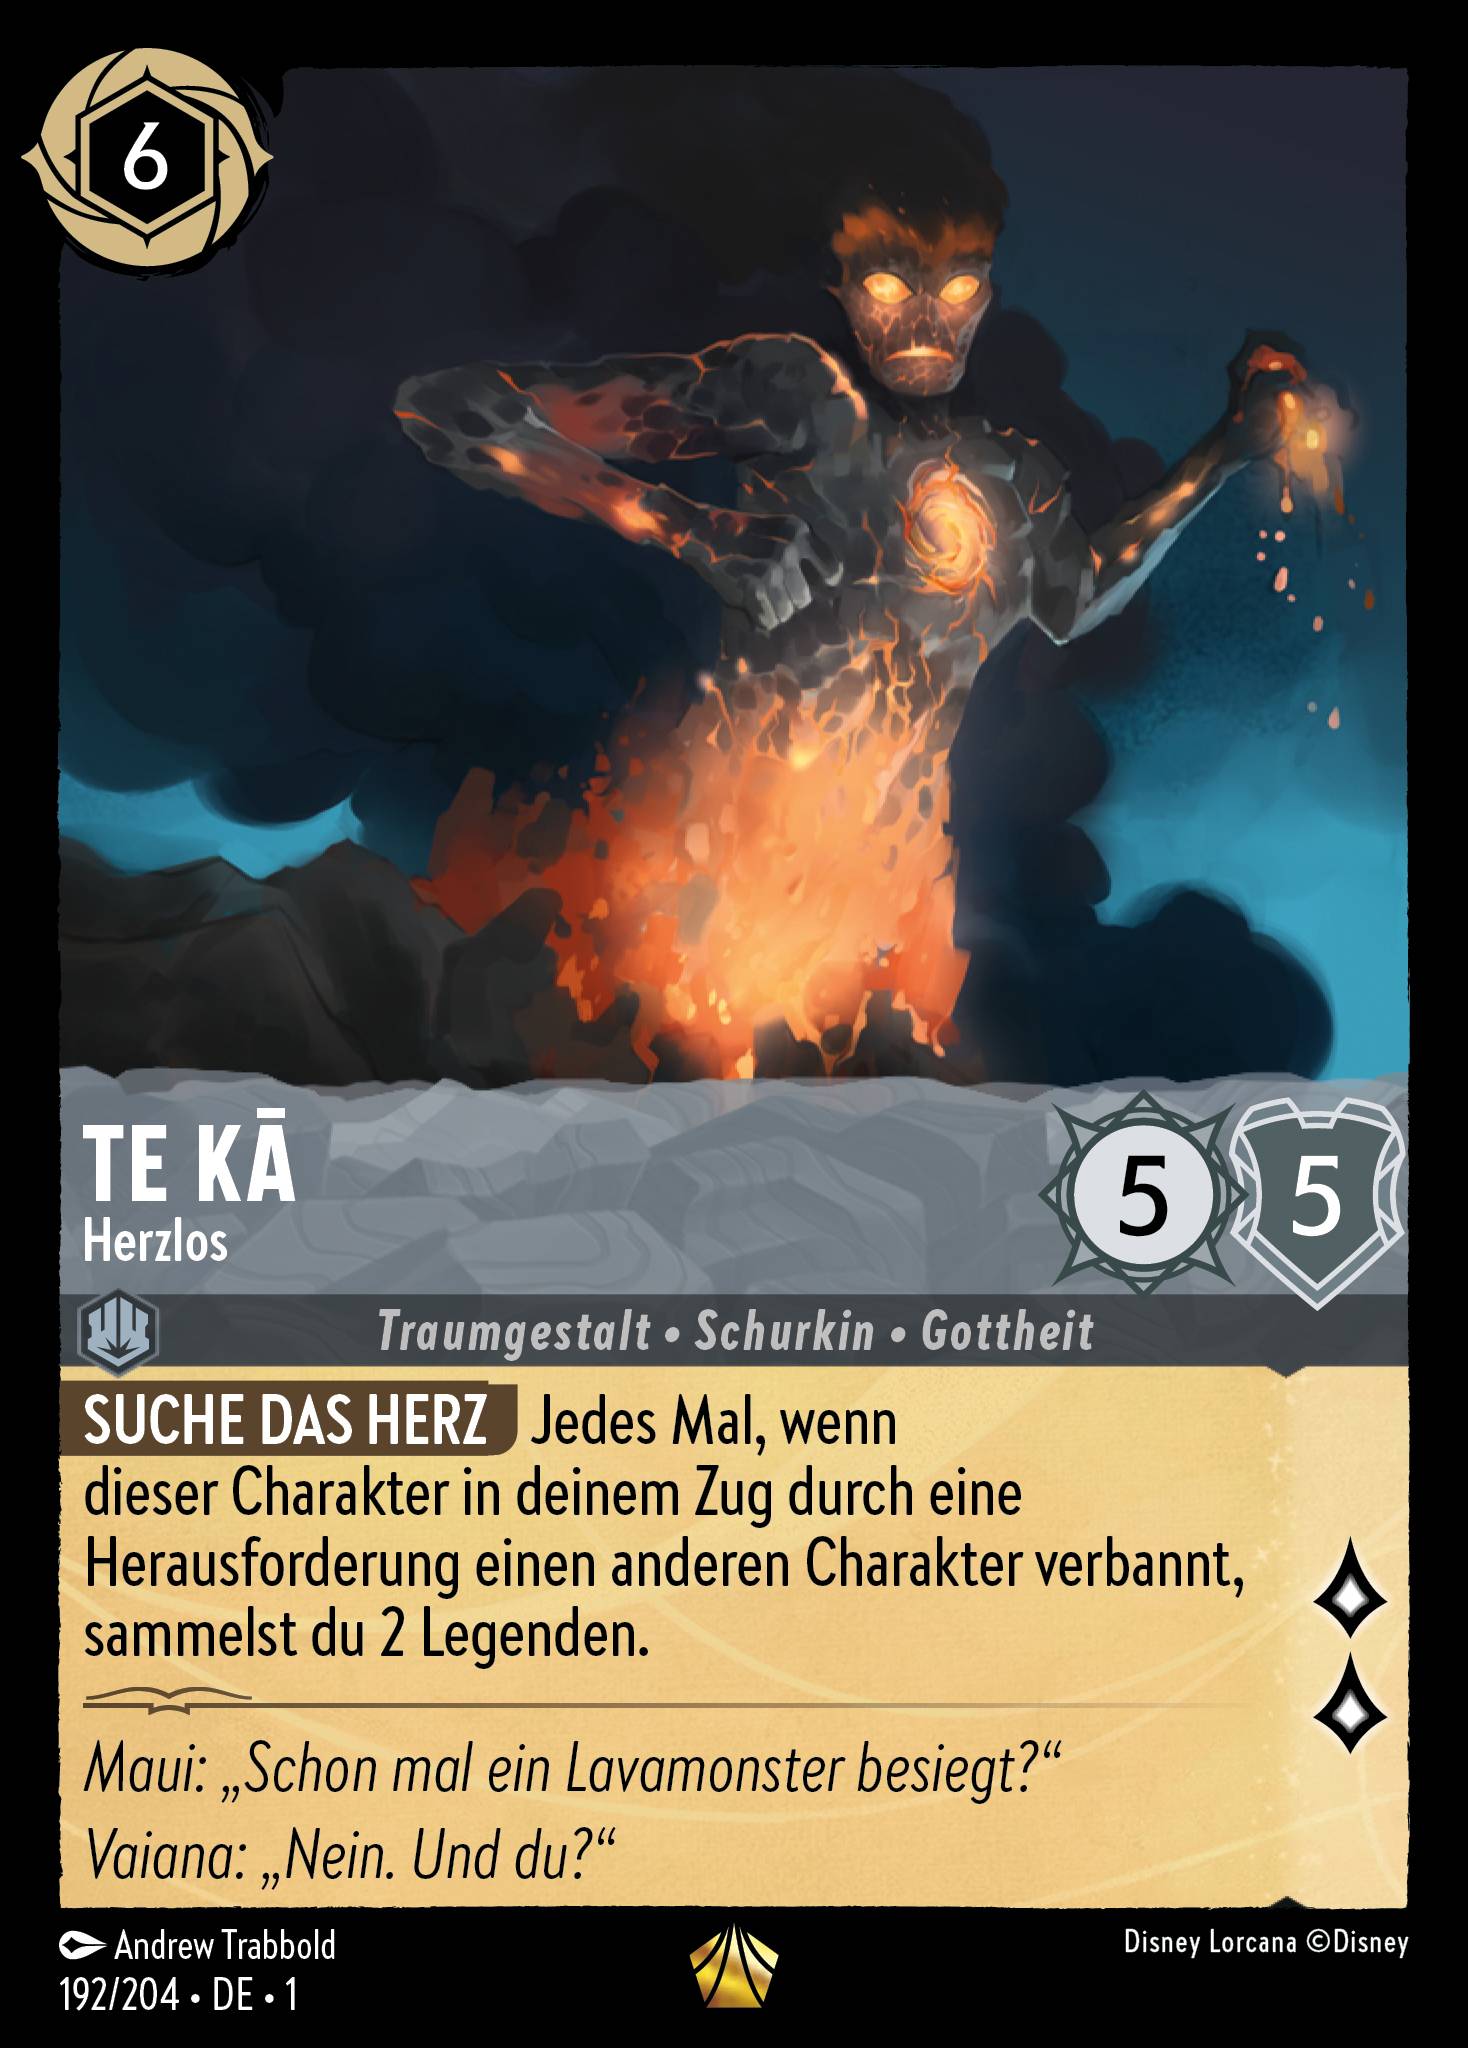 6
TE KĀ
Herzlos
5
5
Traumgestalt • Schurkin • Gottheit
SUCHE DAS HERZ Jedes Mal, wenn
dieser Charakter in deinem Zug durch eine
Herausforderung einen anderen Charakter verbannt,
sammelst du 2 Legenden.
Maui: „Schon mal ein Lavamonster besiegt?“
Vaiana: „Nein. Und du?“
Andrew Trabbold
Disney Lorcana ©Disney
192/204 • DE • 1